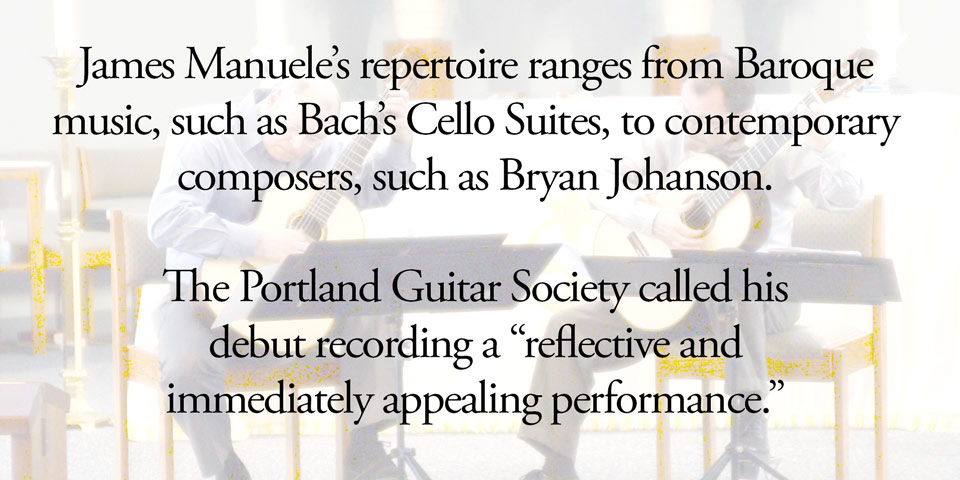 James Manuele’s repertoire ranges from Baroque
music, such as Bach’s Cello Suites, to contemporary
composers, such as Bryan Johanson.
The Portland Guitar Society called his
debut recording a “reflective and
immediately appealing performance.”